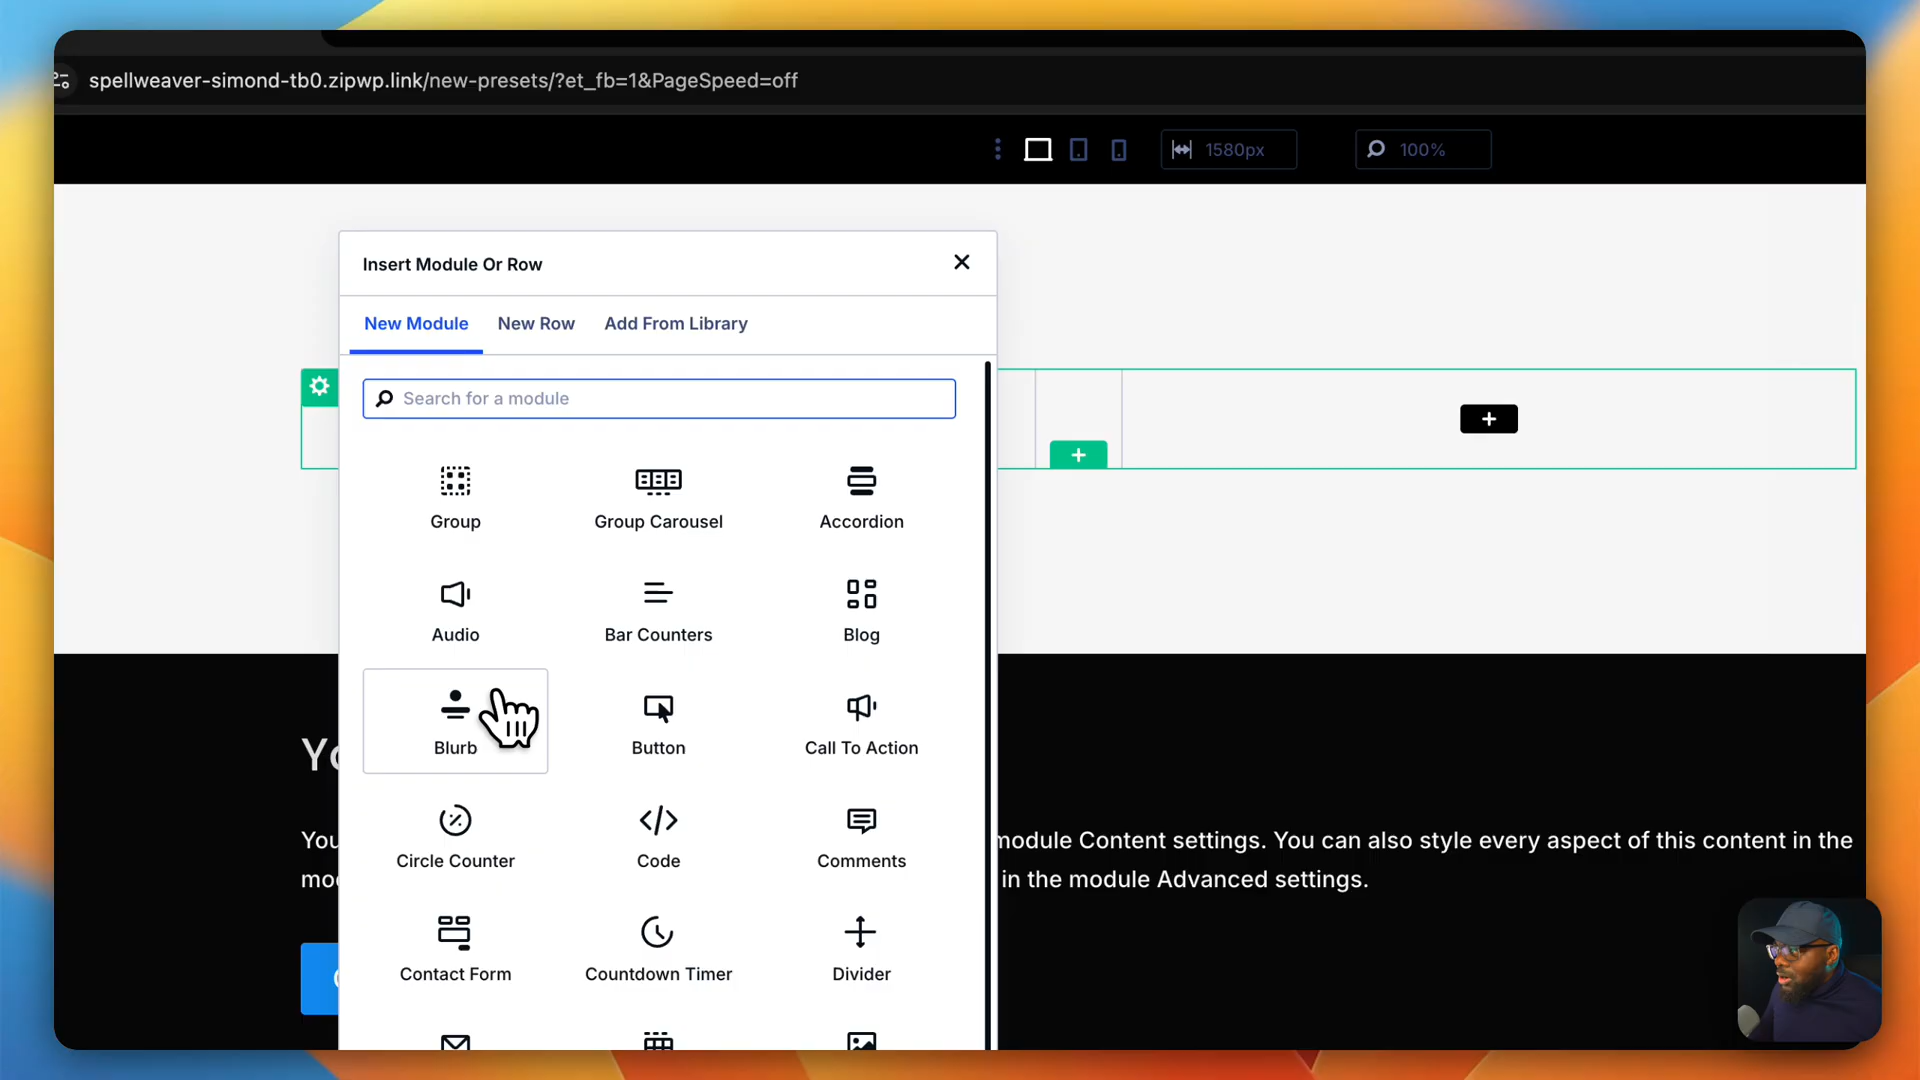 spellweaver-simond-tb0.zipwp.link/new-presets/?et_fb=1&PageSpeed=off
1580px
100%
Insert Module Or Row
New Module
New Row
Add From Library
Search for a module
Group
Group Carousel
Accordion
Audio
Bar Counters
Blog
Blurb
Button
Call To Action
Circle Counter
Code
Comments
Contact Form
Countdown Timer
Divider
module Content settings. You can also style every aspect of this content in the
in the module Advanced settings.